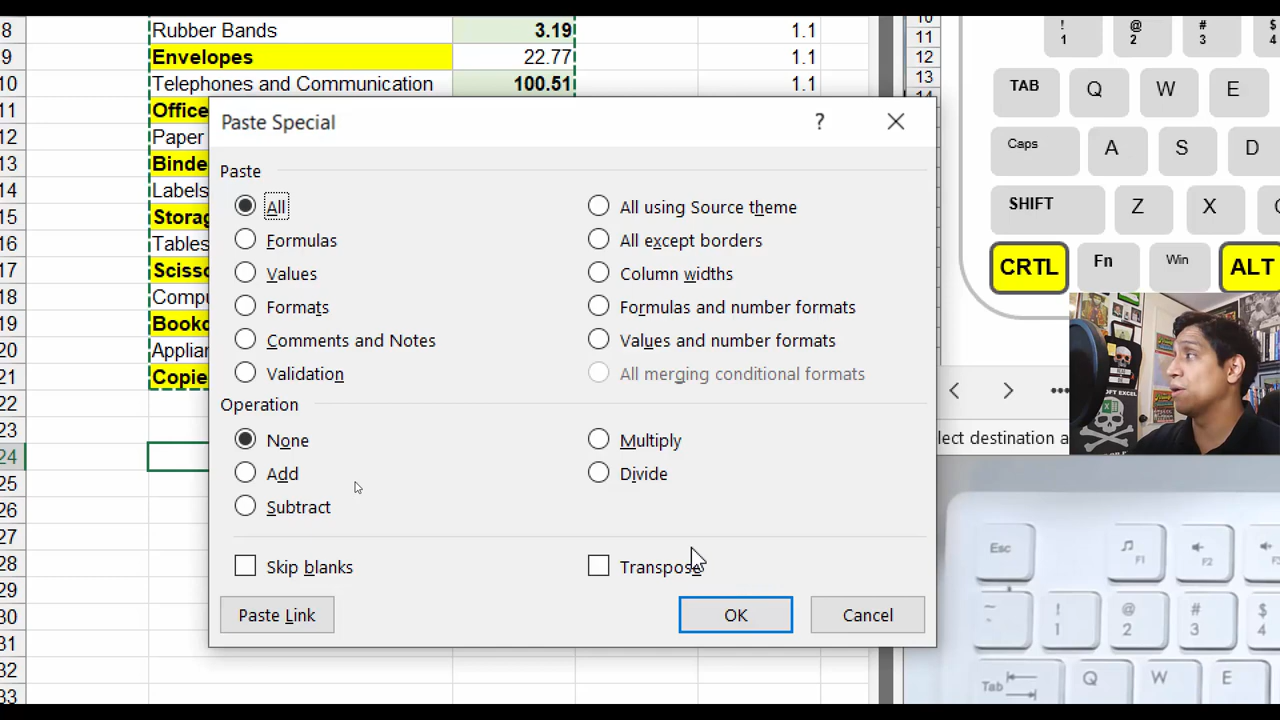 8 Rubber Bands 3.19 1.1
9 Envelopes 22.77 1.1
10 Telephones and Communication 100.51 1.1
11 Office
12 Paper
13 Binde
14 Labels
15 Storag
16 Tables
17 Scisso
18 Compu
19 Bookc
20 Applian
21 Copie
22
23
24
25
26
27
28
29
30
31
32
33
Paste Special
?
Paste
All
All using Source theme
Formulas
All except borders
Values
Column widths
Formats
Formulas and number formats
Comments and Notes
Values and number formats
Validation
All merging conditional formats
Operation
None
Multiply
Add
Divide
Subtract
Skip blanks
Transpose
Paste Link
OK
Cancel
10
11
12
13
! @ # $
1 2 3 4
TAB Q W E
Caps A S D
SHIFT Z X
CRTL Fn Win ALT
SOFT EXCEL
lect destination a
Esc F1 F2
~ ! @ # $
1 2 3 4
Tab Q W E